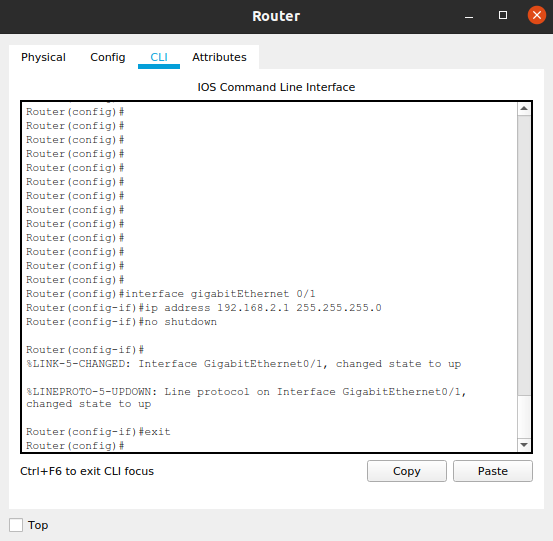 Router
Physical Config CLI Attributes
IOS Command Line Interface
Router(config)#
Router(config)#
Router(config)#
Router(config)#
Router(config)#
Router(config)#
Router(config)#
Router(config)#
Router(config)#
Router(config)#
Router(config)#
Router(config)#
Router(config)#
Router(config)#interface gigabitEthernet 0/1
Router(config-if)#ip address 192.168.2.1 255.255.255.0
Router(config-if)#no shutdown
Router(config-if)#
%LINK-5-CHANGED: Interface GigabitEthernet0/1, changed state to up
%LINEPROTO-5-UPDOWN: Line protocol on Interface GigabitEthernet0/1,
changed state to up
Router(config-if)#exit
Router(config)#
Ctrl+F6 to exit CLI focus
Copy Paste
Top